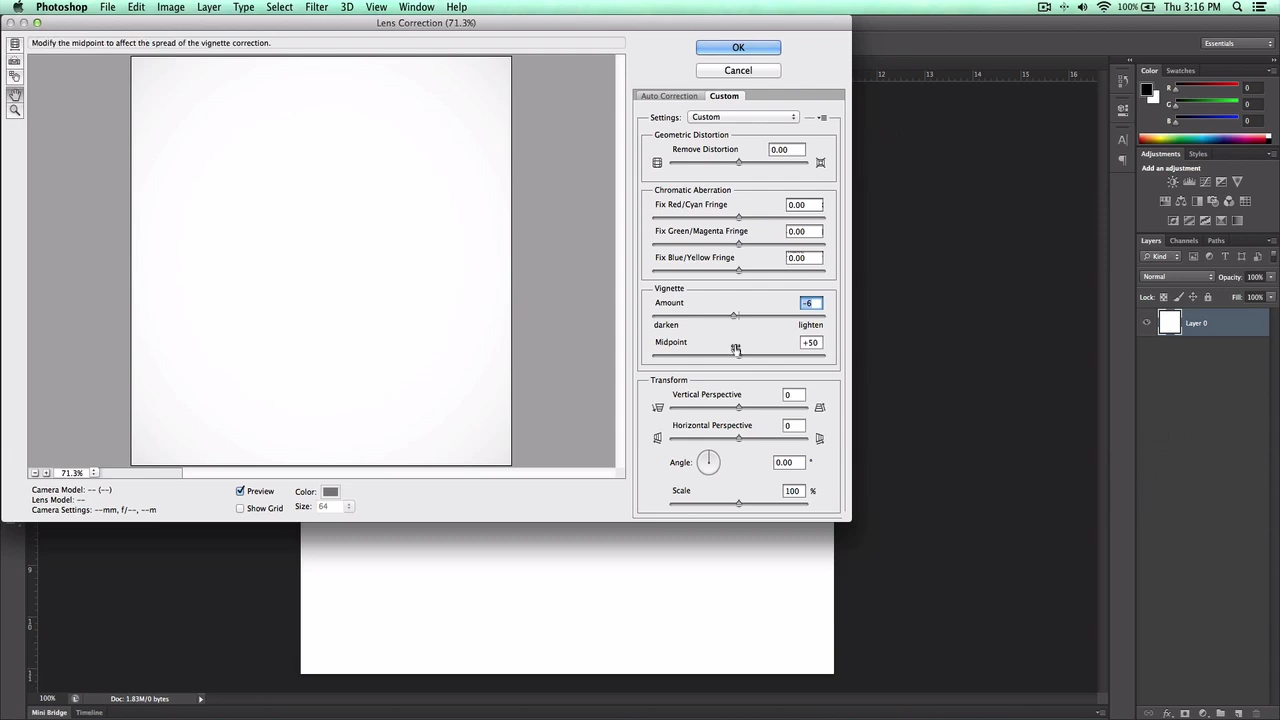 Photoshop File Edit Image Layer Type Select Filter 3D View Window Help 100% Thu 3:16 PM
Lens Correction (71.3%)
Modify the midpoint to affect the spread of the vignette correction.
OK
Cancel
Auto Correction Custom
Settings: Custom
Geometric Distortion
Remove Distortion 0.00
Chromatic Aberration
Fix Red/Cyan Fringe 0.00
Fix Green/Magenta Fringe 0.00
Fix Blue/Yellow Fringe 0.00
Vignette
Amount -6
darken lighten
Midpoint +50
Transform
Vertical Perspective 0
Horizontal Perspective 0
Angle: 0.00 °
Scale 100 %
71.3%
Camera Model: -- (--)
Lens Model: --
Camera Settings: --mm, f/--, --m
Preview
Show Grid
Color:
Size: 64
12 13 14 15 16
9
10
11
Essentials
Color Swatches
R 0
G 0
B 0
Adjustments Styles
Add an adjustment
Layers Channels Paths
Kind
Normal Opacity: 100%
Lock: Fill: 100%
Layer 0
100% Doc: 1.83M/0 bytes
Mini Bridge Timeline